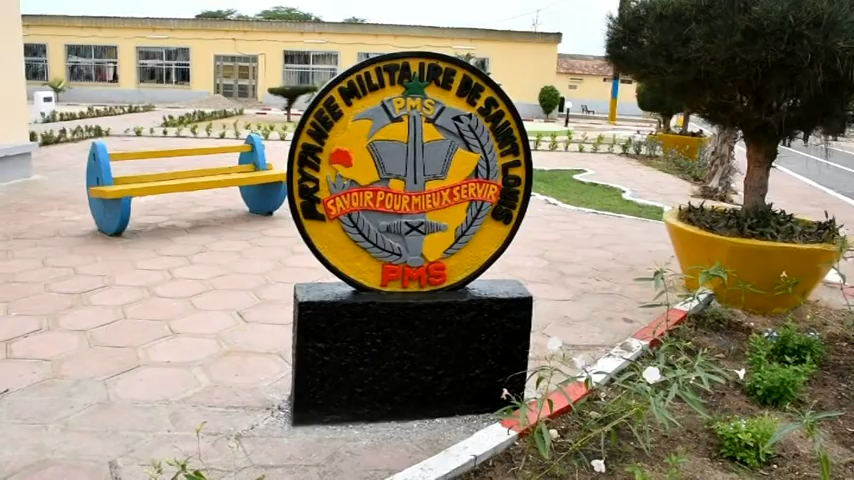 PRYTANEE MILITAIRE DE SAINT LOUIS
PMS
SAVOIR POUR MIEUX SERVIR
PMS